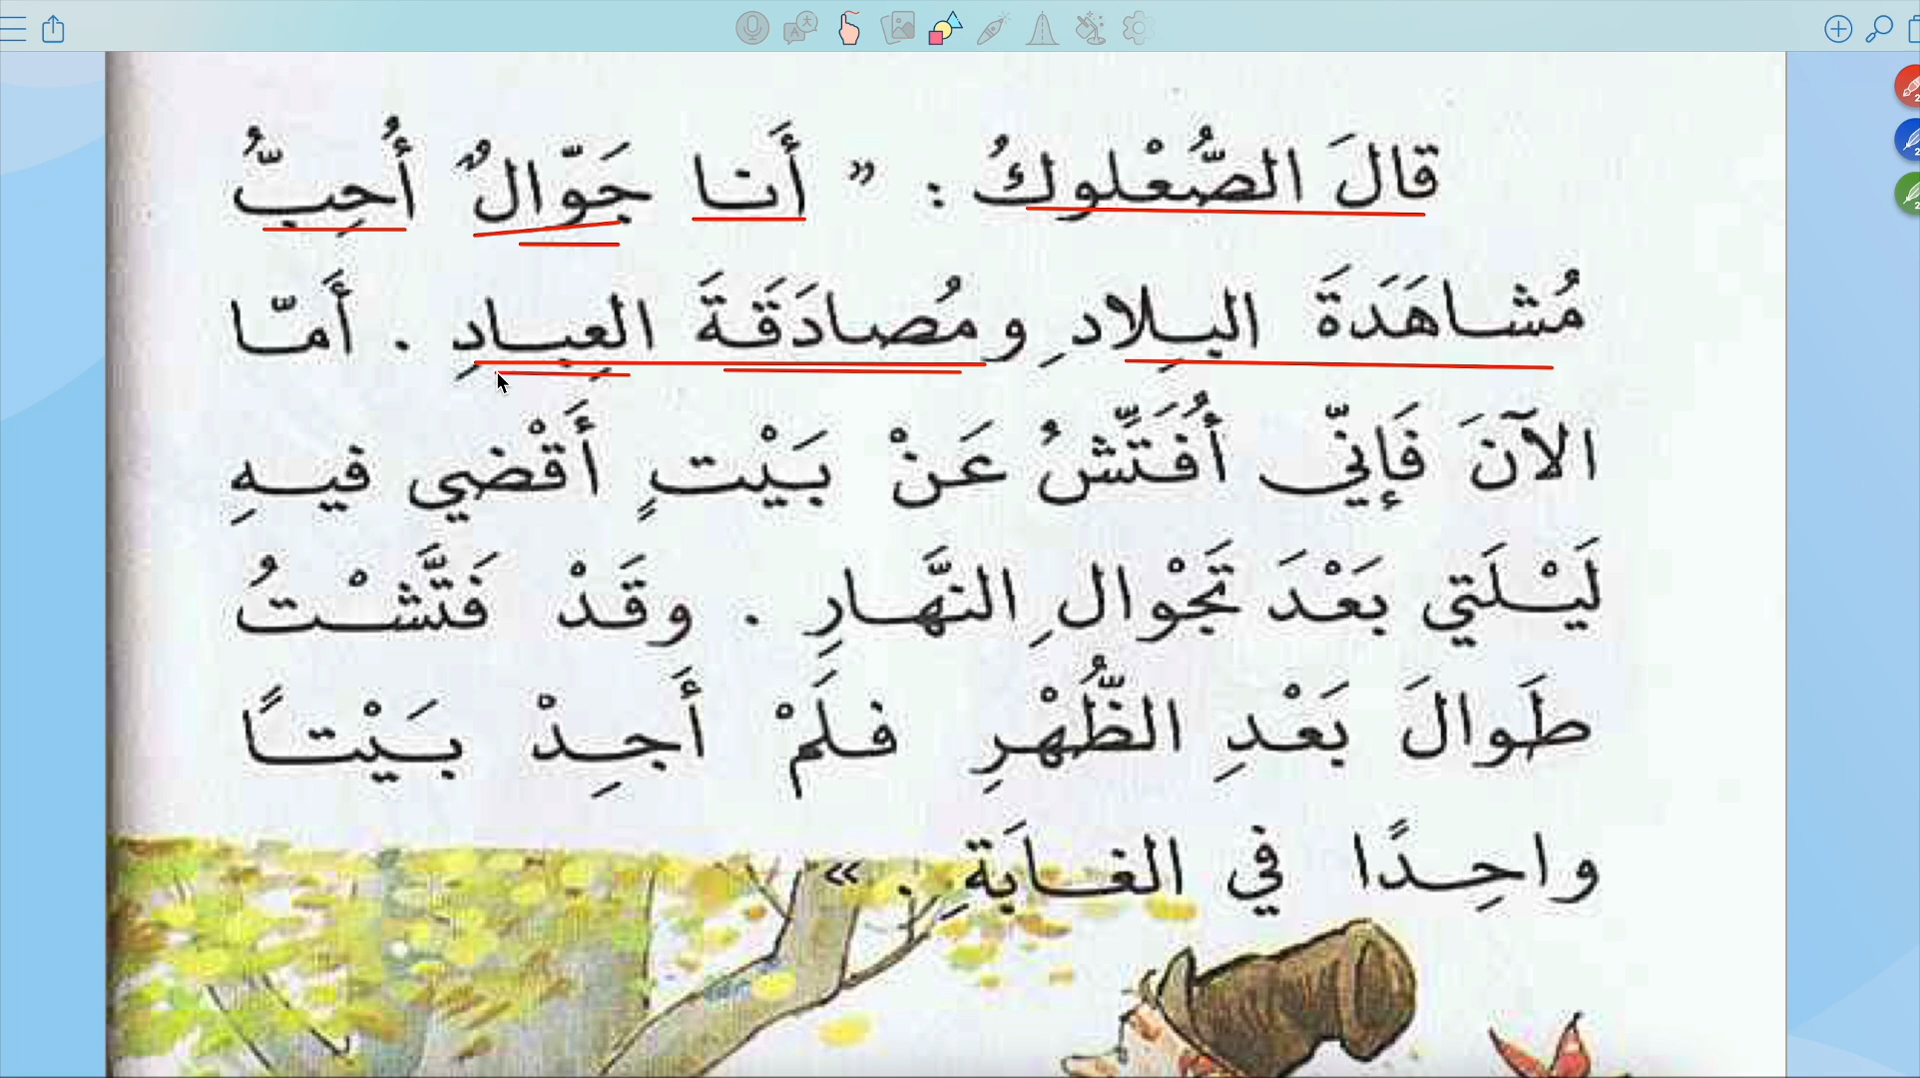 قالَ الصُّعْلوكُ : » أَنا جَوّالٌ أُحِبُّ
مُشاهَدَةَ البِلادِ ومُصادَقَةَ العِبادِ . أَمّا
الآنَ فَإِنّي أُفَتِّشُ عَنْ بَيْتٍ أَقْضي فيهِ
لَيْلَتي بَعْدَ تَجْوالِ النَّهارِ . وقَدْ فَتَّشْتُ
طَوالَ بَعْدِ الظُّهْرِ فلَمْ أَجِدْ بَيْتًا
واحِدًا في الغابَةِ . «